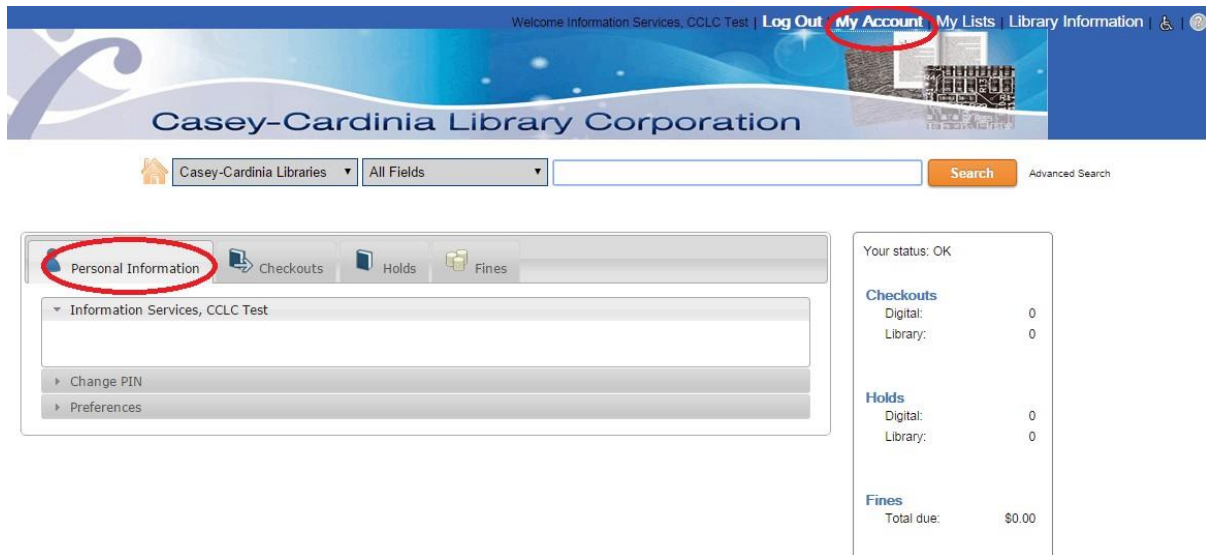 Welcome Information Services, CCLC Test | Log Out | My Account | My Lists | Library Information | | ?
Casey-Cardinia Library Corporation
Casey-Cardinia Libraries All Fields Search Advanced Search
Personal Information Checkouts Holds Fines
Information Services, CCLC Test
Change PIN
Preferences
Your status: OK
Checkouts
Digital: 0
Library: 0
Holds
Digital: 0
Library: 0
Fines
Total due: $0.00